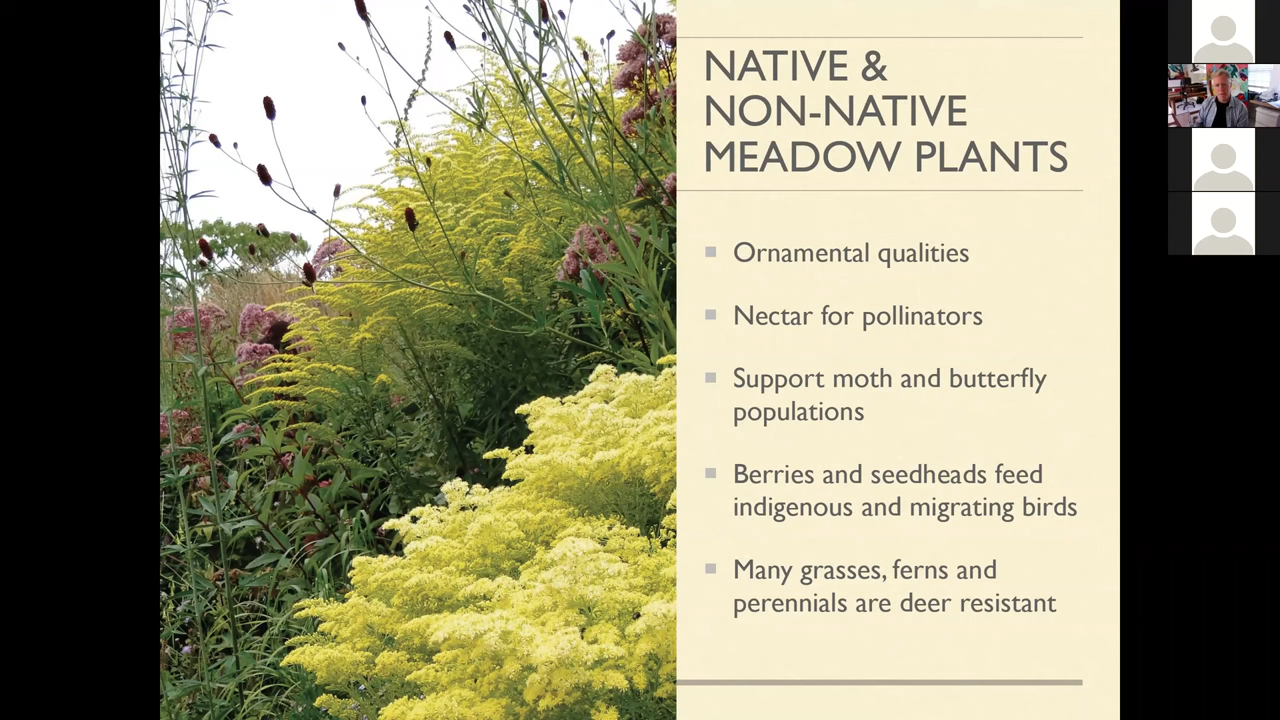 NATIVE &
NON-NATIVE
MEADOW PLANTS
Ornamental qualities
Nectar for pollinators
Support moth and butterfly
populations
Berries and seedheads feed
indigenous and migrating birds
Many grasses, ferns and
perennials are deer resistant